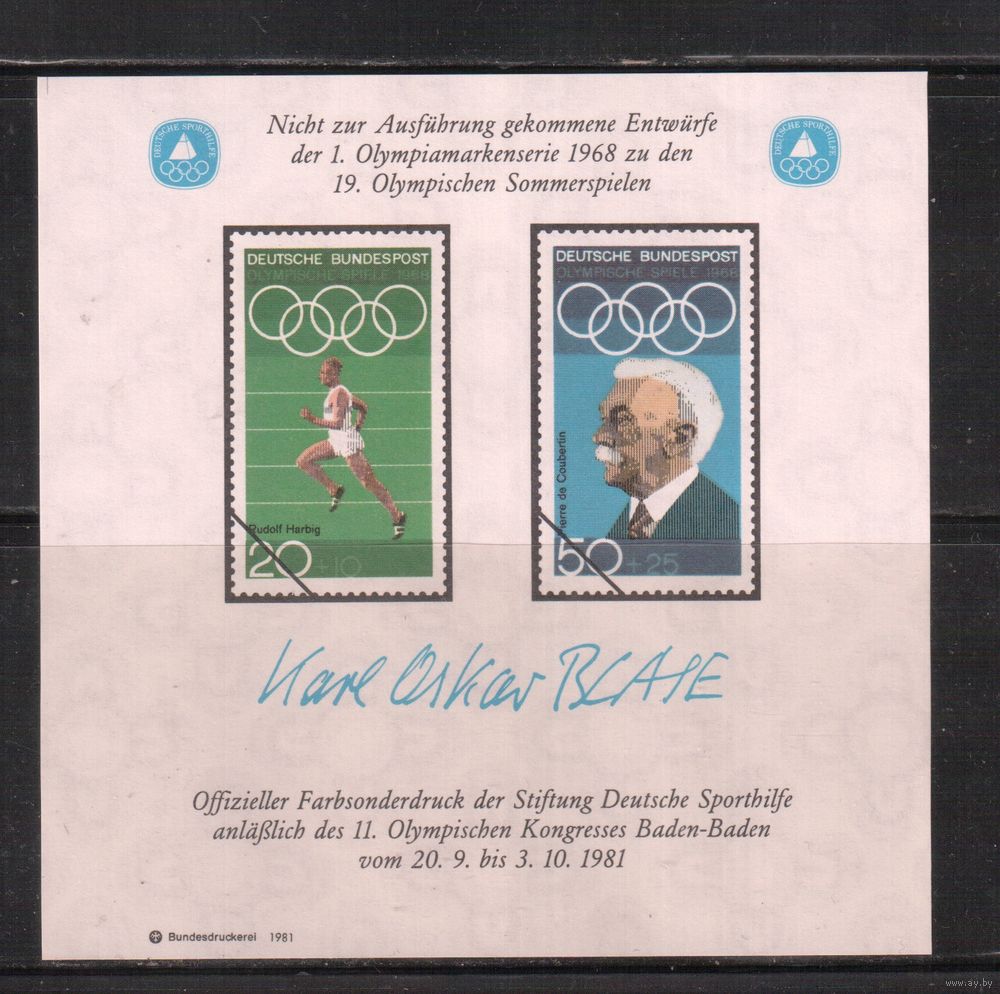 DEUTSCHE SPORTHILFE
Nicht zur Ausführung gekommene Entwürfe
der 1. Olympiamarkenserie 1968 zu den
19. Olympischen Sommerspielen
DEUTSCHE SPORTHILFE
DEUTSCHE BUNDESPOST
OLYMPISCHE SPIELE 1968
Rudolf Harbig
20+10
DEUTSCHE BUNDESPOST
OLYMPISCHE SPIELE 1968
Pierre de Coubertin
50+25
Karl Oskar BLASE
Offizieller Farbsonderdruck der Stiftung Deutsche Sporthilfe
anläßlich des 11. Olympischen Kongresses Baden-Baden
vom 20. 9. bis 3. 10. 1981
Bundesdruckerei 1981
www.ay.by